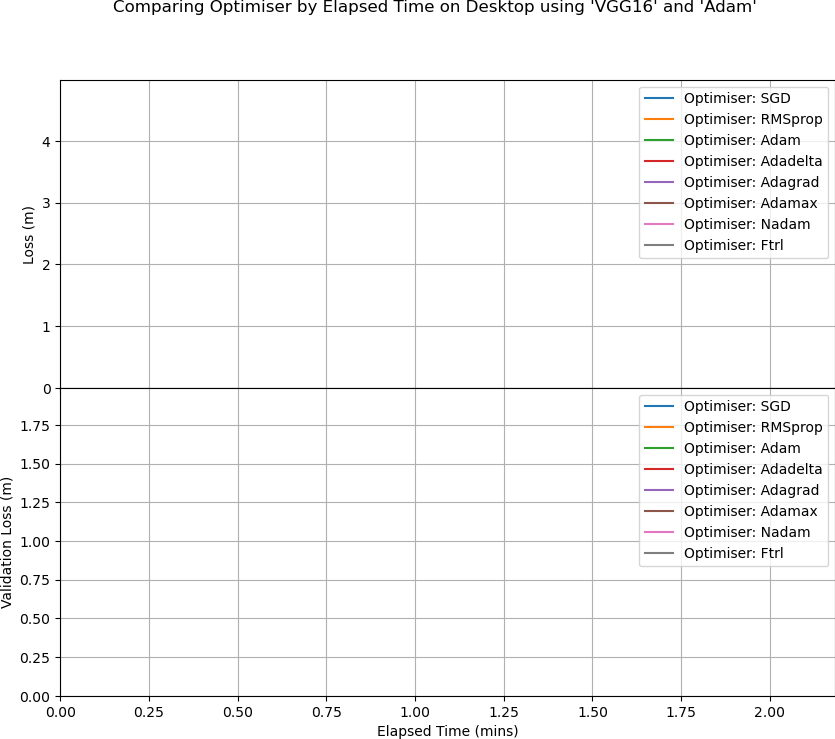 Comparing Optimiser by Elapsed Time on Desktop using 'VGG16' and 'Adam'
Optimiser: SGD
Optimiser: RMSprop
Optimiser: Adam
Optimiser: Adadelta
Optimiser: Adagrad
Optimiser: Adamax
Optimiser: Nadam
Optimiser: Ftrl
4
3
2
1
0
Loss (m)
Optimiser: SGD
Optimiser: RMSprop
Optimiser: Adam
Optimiser: Adadelta
Optimiser: Adagrad
Optimiser: Adamax
Optimiser: Nadam
Optimiser: Ftrl
1.75
1.50
1.25
1.00
0.75
0.50
0.25
0.00
Validation Loss (m)
0.00 0.25 0.50 0.75 1.00 1.25 1.50 1.75 2.00
Elapsed Time (mins)